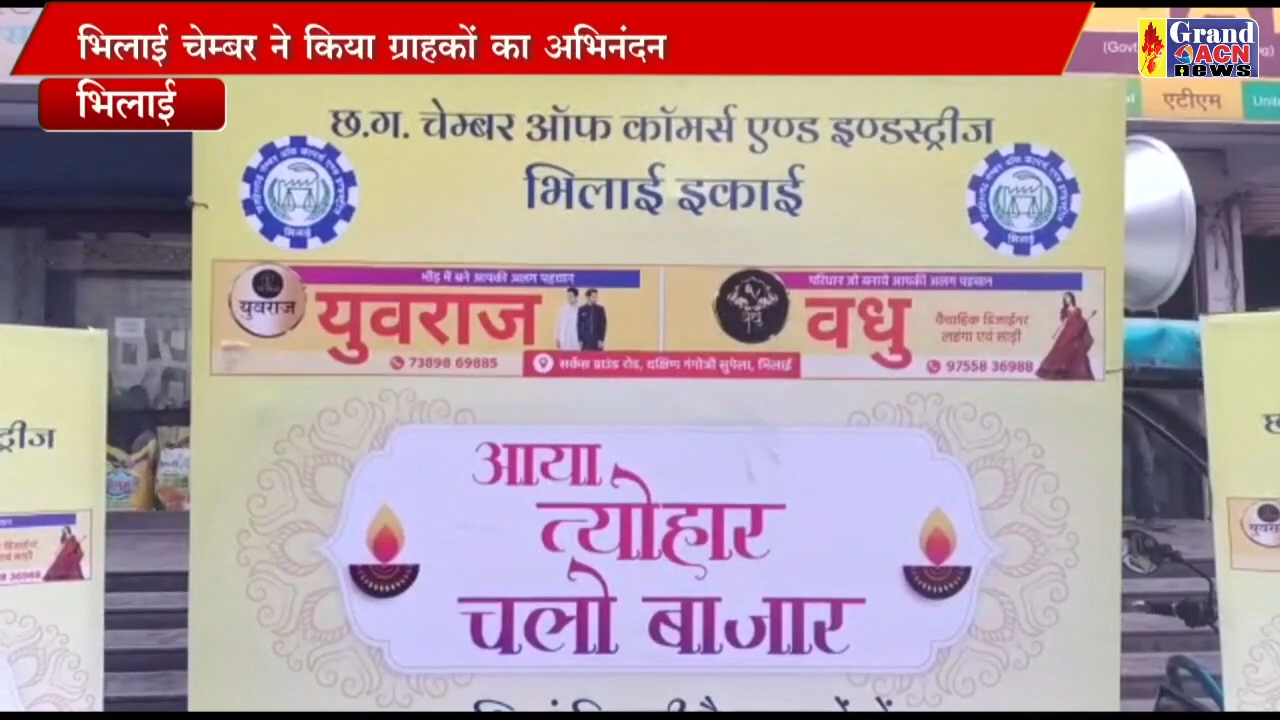 भिलाई चेम्बर ने किया ग्राहकों का अभिनंदन
भिलाई
Grand
ACN
news
(Govt.
एटीएम
छ.ग. चेम्बर ऑफ कॉमर्स एण्ड इण्डस्ट्रीज
भिलाई इकाई
भिलाई
भिलाई
भीड़ में बने आपकी अलग पहचान
परिधान जो बनाये आपकी अलग पहचान
युवराज
युवराज
वधु
वैवाहिक डिजाईनर
लहंगा एवं साड़ी
73898 69885
सर्कस ग्राउंड रोड, दक्षिण गंगोत्री सुपेला, भिलाई
97558 36988
आया
त्योहार
चलो बाजार